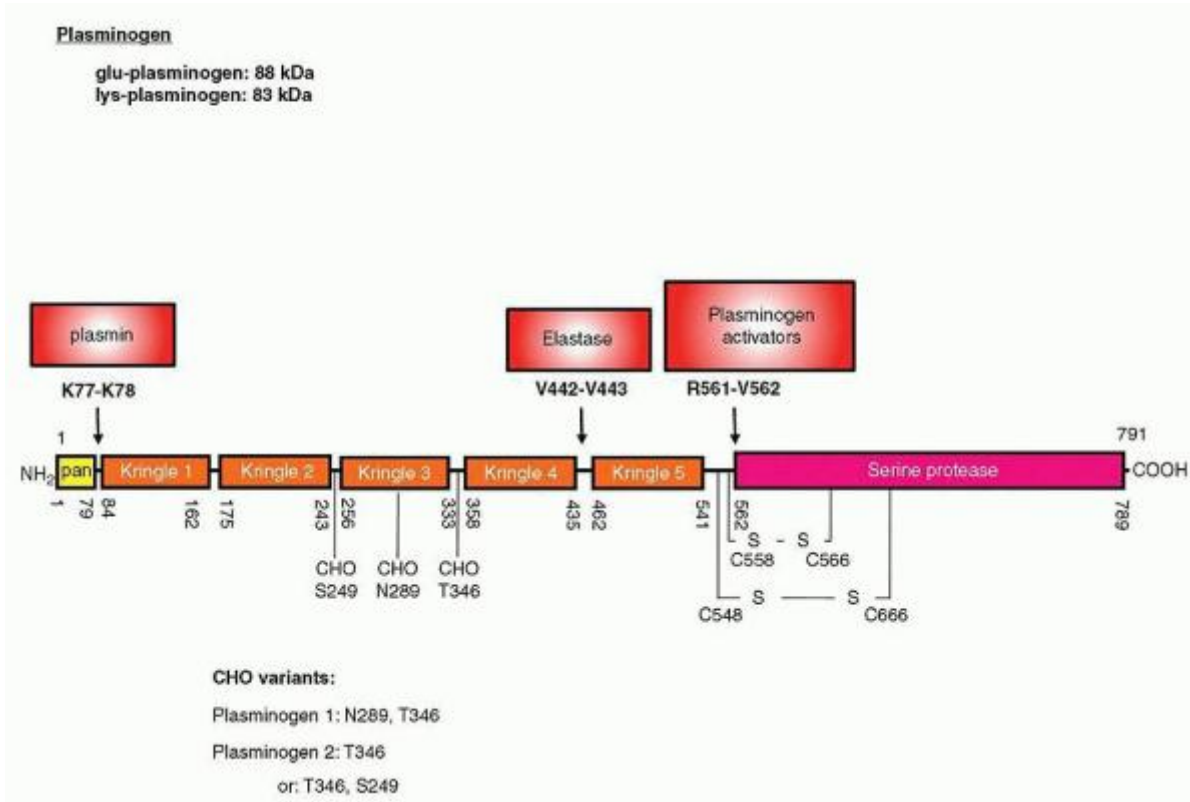 Plasminogen
glu-plasminogen: 88 kDa
lys-plasminogen: 83 kDa
plasmin
Elastase
Plasminogen
activators
K77-K78
V442-V443
R561-V562
1
791
NH2
pan
Kringle 1
Kringle 2
Kringle 3
Kringle 4
Kringle 5
Serine protease
COOH
1
79
84
162
175
243
256
333
358
435
462
541
562
789
CHO
S249
CHO
N289
CHO
T346
S - S
C558
C566
S S
C548
C666
CHO variants:
Plasminogen 1: N289, T346
Plasminogen 2: T346
or: T346, S249